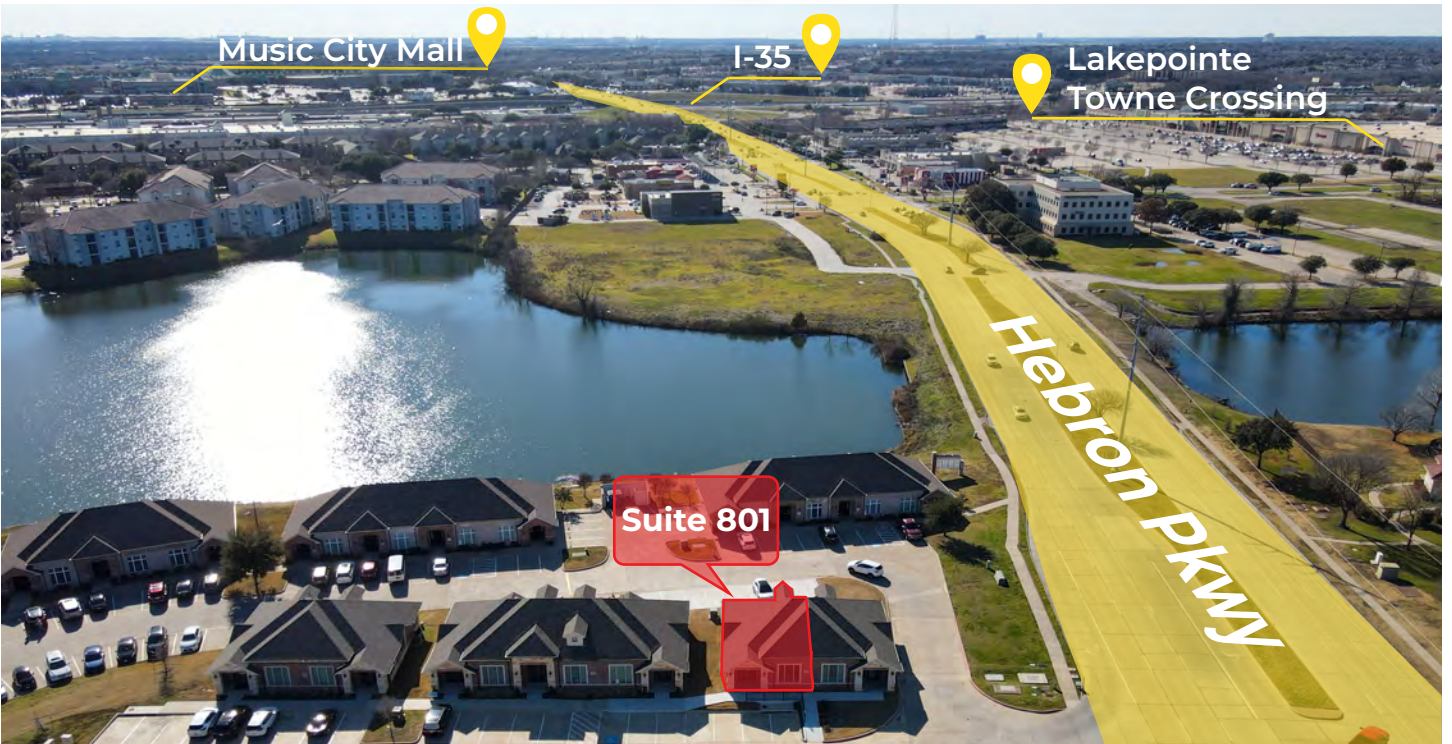 Music City Mall
I-35
Lakepointe
Towne Crossing
Hebron Pkwy
Suite 801